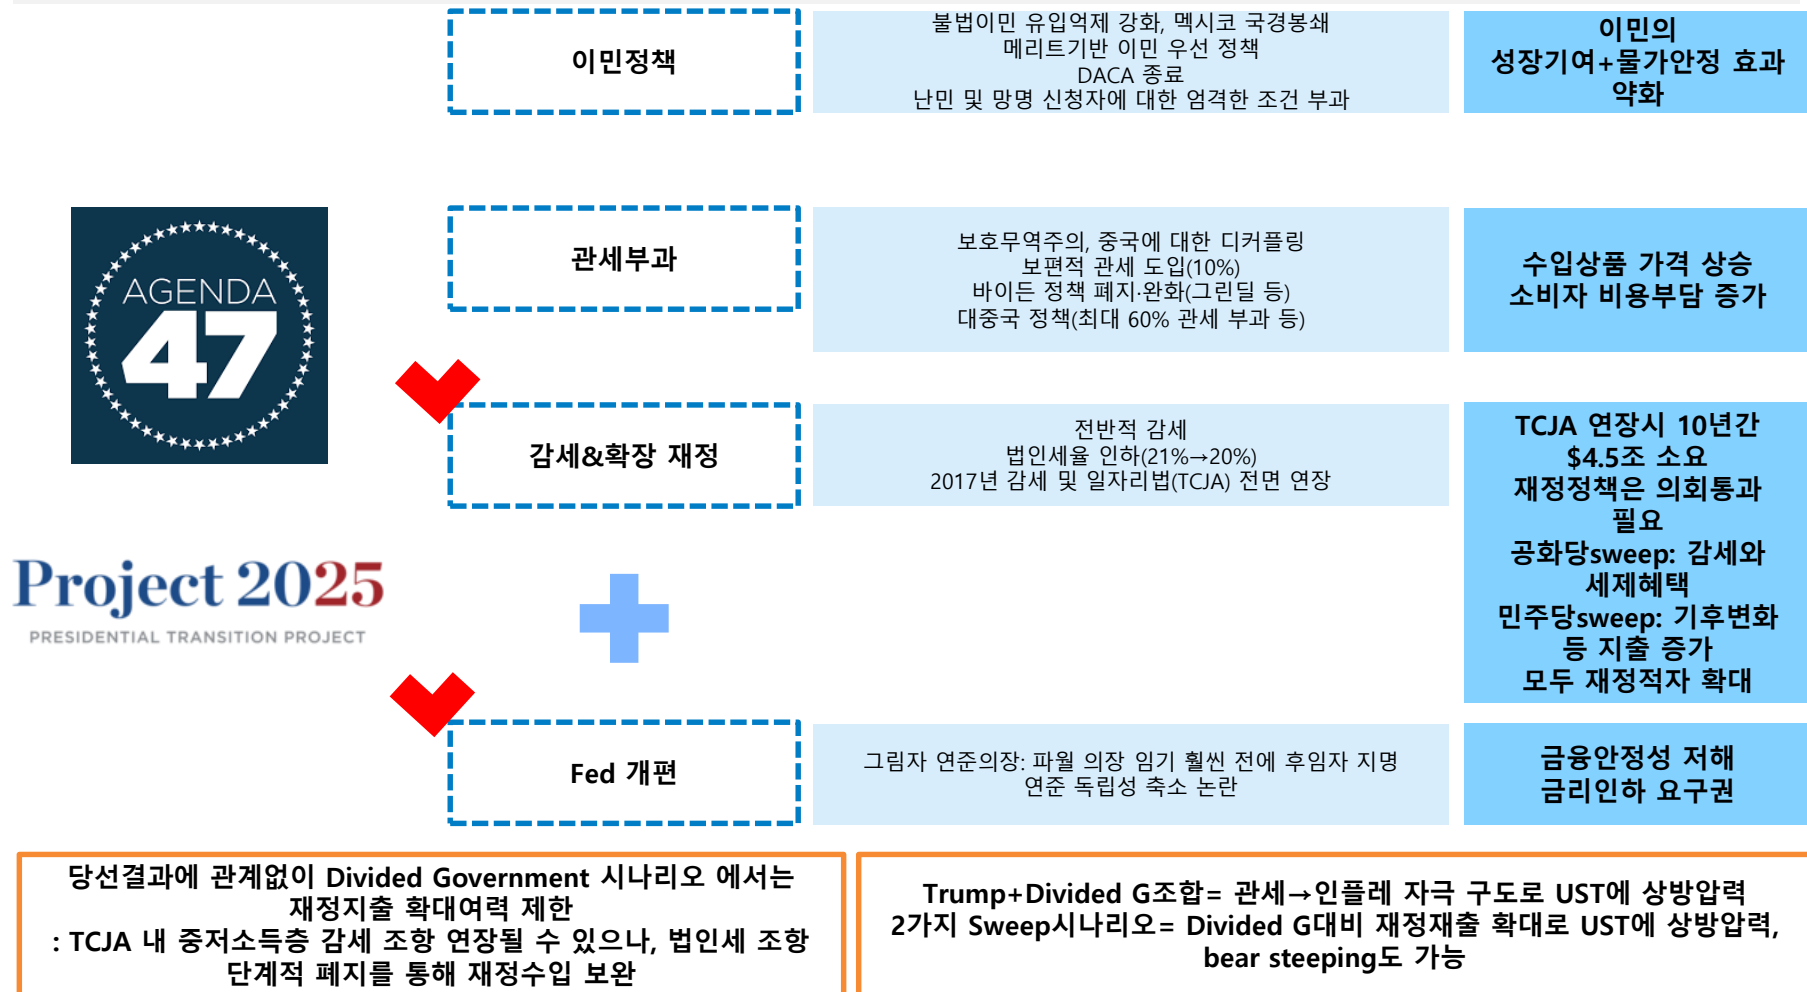 이민정책
불법이민 유입억제 강화, 멕시코 국경봉쇄
메리트기반 이민 우선 정책
DACA 종료
난민 및 망명 신청자에 대한 엄격한 조건 부과
이민의
성장기여+물가안정 효과
약화
AGENDA
47
관세부과
보호무역주의, 중국에 대한 디커플링
보편적 관세 도입(10%)
바이든 정책 폐지·완화(그린딜 등)
대중국 정책(최대 60% 관세 부과 등)
수입상품 가격 상승
소비자 비용부담 증가
감세&확장 재정
전반적 감세
법인세율 인하(21%→20%)
2017년 감세 및 일자리법(TCJA) 전면 연장
TCJA 연장시 10년간
$4.5조 소요
재정정책은 의회통과
필요
공화당sweep: 감세와
세제혜택
민주당sweep: 기후변화
등 지출 증가
모두 재정적자 확대
Project 2025
PRESIDENTIAL TRANSITION PROJECT
Fed 개편
그림자 연준의장: 파월 의장 임기 훨씬 전에 후임자 지명
연준 독립성 축소 논란
금융안정성 저해
금리인하 요구권
당선결과에 관계없이 Divided Government 시나리오 에서는
재정지출 확대여력 제한
: TCJA 내 중저소득층 감세 조항 연장될 수 있으나, 법인세 조항
단계적 폐지를 통해 재정수입 보완
Trump+Divided G조합= 관세→인플레 자극 구도로 UST에 상방압력
2가지 Sweep시나리오= Divided G대비 재정재출 확대로 UST에 상방압력,
bear steeping도 가능